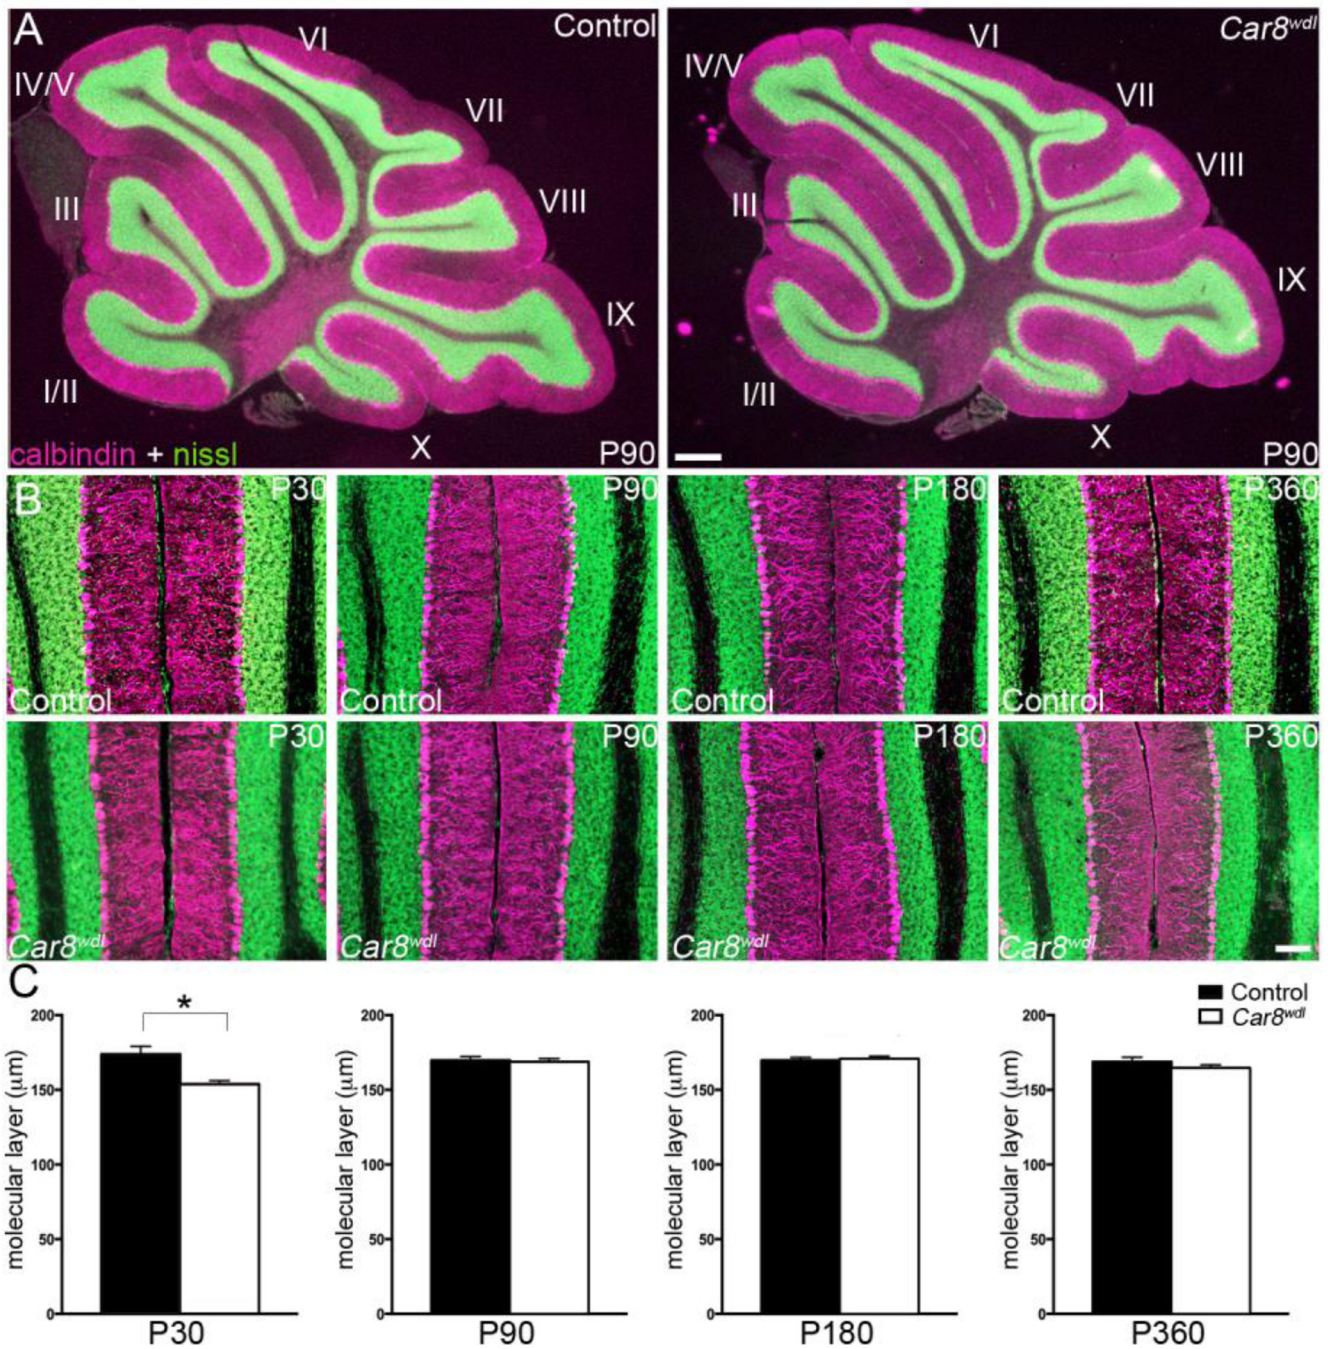 A
Control
VI
IV/V
VII
III
VIII
IX
I/II
X
calbindin + nissl
P90
Car8wdl
VI
IV/V
VII
VIII
III
IX
I/II
X
P90
B
P30
Control
P90
Control
P180
Control
P360
Control
P30
Car8wdl
P90
Car8wdl
P180
Car8wdl
P360
Car8wdl
C
Control
Car8wdl
*
molecular layer (μm)
200
150
100
50
0
P30
molecular layer (μm)
200
150
100
50
0
P90
molecular layer (μm)
200
150
100
50
0
P180
molecular layer (μm)
200
150
100
50
0
P360